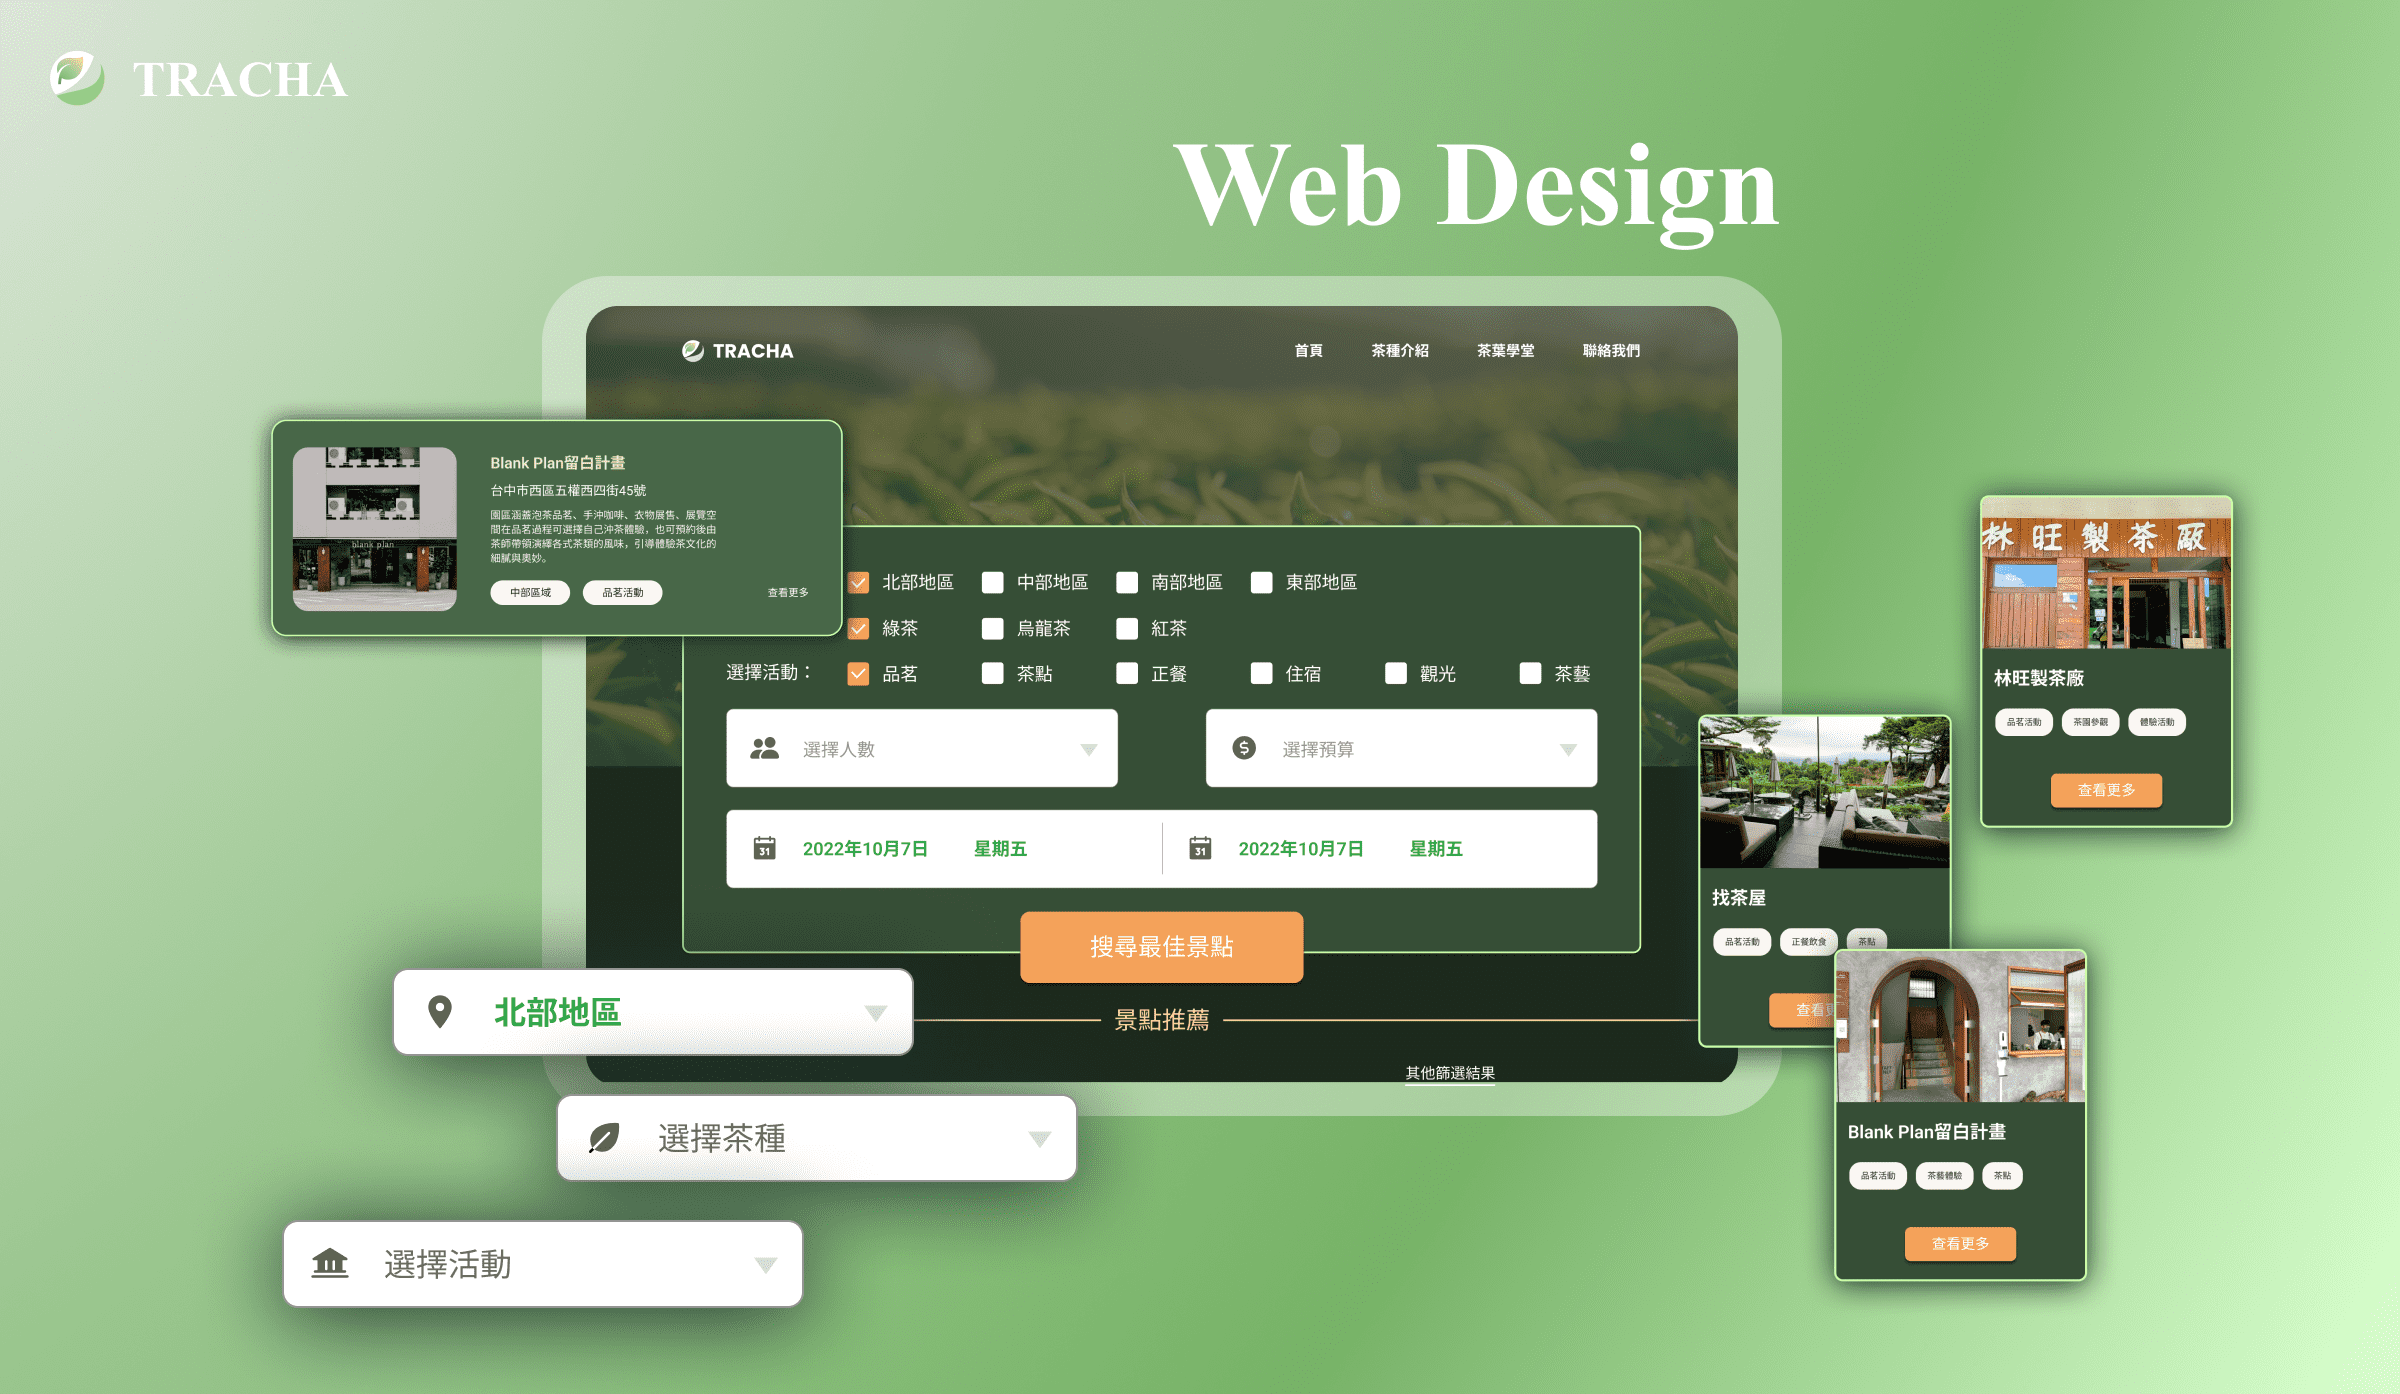 TRACHA
Web Design
TRACHA
首頁
茶種介紹
茶葉學堂
聯絡我們
Blank Plan留白計畫
台中市西區五權西四街45號
園區涵蓋泡茶品茗、手沖咖啡、衣物展售、展覽空
間在品茗過程可選擇自己沖茶體驗，也可預約後由
茶師帶領演繹各式茶類的風味，引導體驗茶文化的
細膩與奧妙。
中部區域
品茗活動
查看更多
blank plan
北部地區
中部地區
南部地區
東部地區
綠茶
烏龍茶
紅茶
選擇活動：
品茗
茶點
正餐
住宿
觀光
茶藝
選擇人數
選擇預算
31
2022年10月7日
星期五
31
2022年10月7日
星期五
搜尋最佳景點
景點推薦
其他篩選結果
北部地區
選擇茶種
選擇活動
林旺製茶廠
林旺製茶廠
品茗活動
茶園參觀
體驗活動
查看更多
找茶屋
品茗活動
正餐飲食
茶點
查看
Blank Plan留白計畫
品茗活動
茶藝體驗
茶點
查看更多